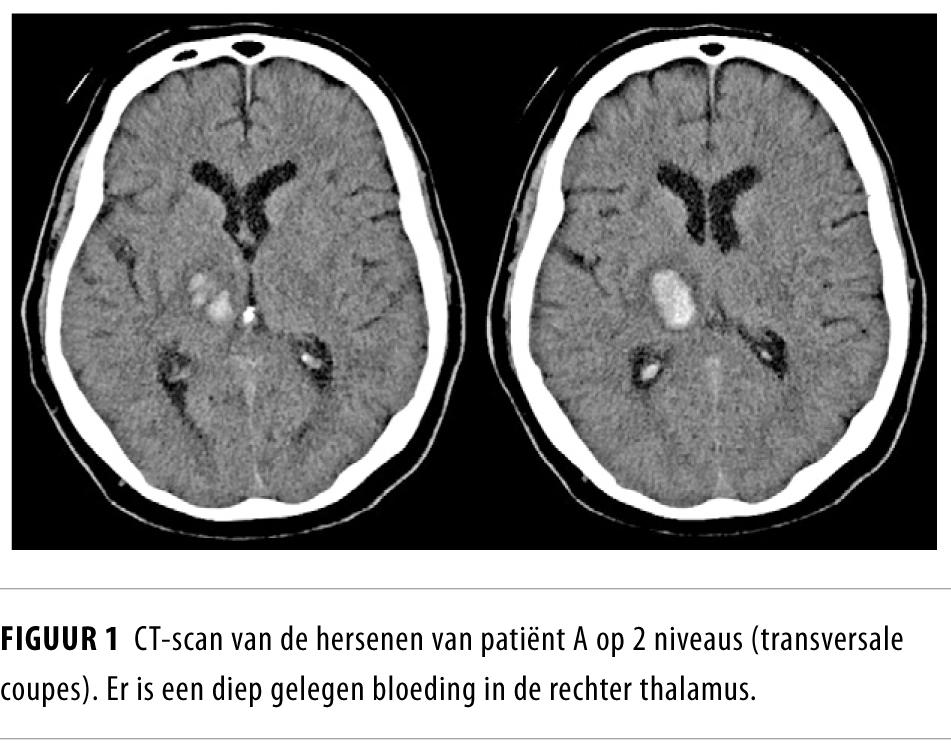 FIGUUR 1 CT-scan van de hersenen van patiënt A op 2 niveaus (transversale
coupes). Er is een diep gelegen bloeding in de rechter thalamus.